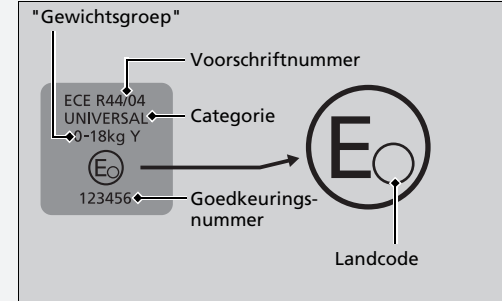 "Gewichtsgroep"
Voorschriftnummer
ECE R44/04
UNIVERSAL
Categorie
0-18kg Y
E
E
123456
Goedkeurings-
nummer
Landcode